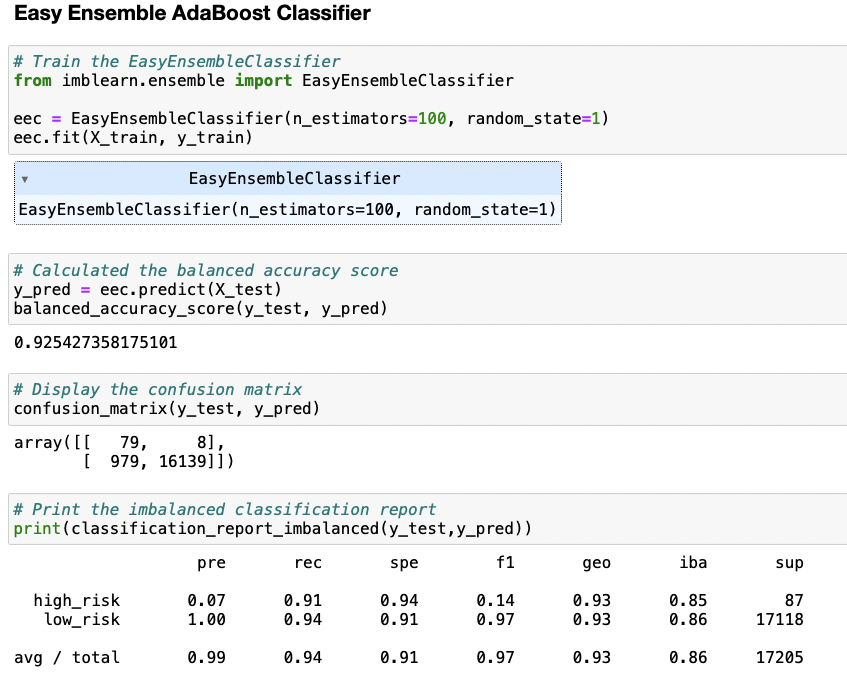 Easy Ensemble AdaBoost Classifier
# Train the EasyEnsembleClassifier
from imblearn.ensemble import EasyEnsembleClassifier
eec = EasyEnsembleClassifier(n_estimators=100, random_state=1)
eec.fit(X_train, y_train)
▾ EasyEnsembleClassifier
EasyEnsembleClassifier(n_estimators=100, random_state=1)
# Calculated the balanced accuracy score
y_pred = eec.predict(X_test)
balanced_accuracy_score(y_test, y_pred)
0.925427358175101
# Display the confusion matrix
confusion_matrix(y_test, y_pred)
array([[   79,     8],
       [  979, 16139]])
# Print the imbalanced classification report
print(classification_report_imbalanced(y_test,y_pred))
pre rec spe f1 geo iba sup
high_risk 0.07 0.91 0.94 0.14 0.93 0.85 87
low_risk 1.00 0.94 0.91 0.97 0.93 0.86 17118
avg / total 0.99 0.94 0.91 0.97 0.93 0.86 17205